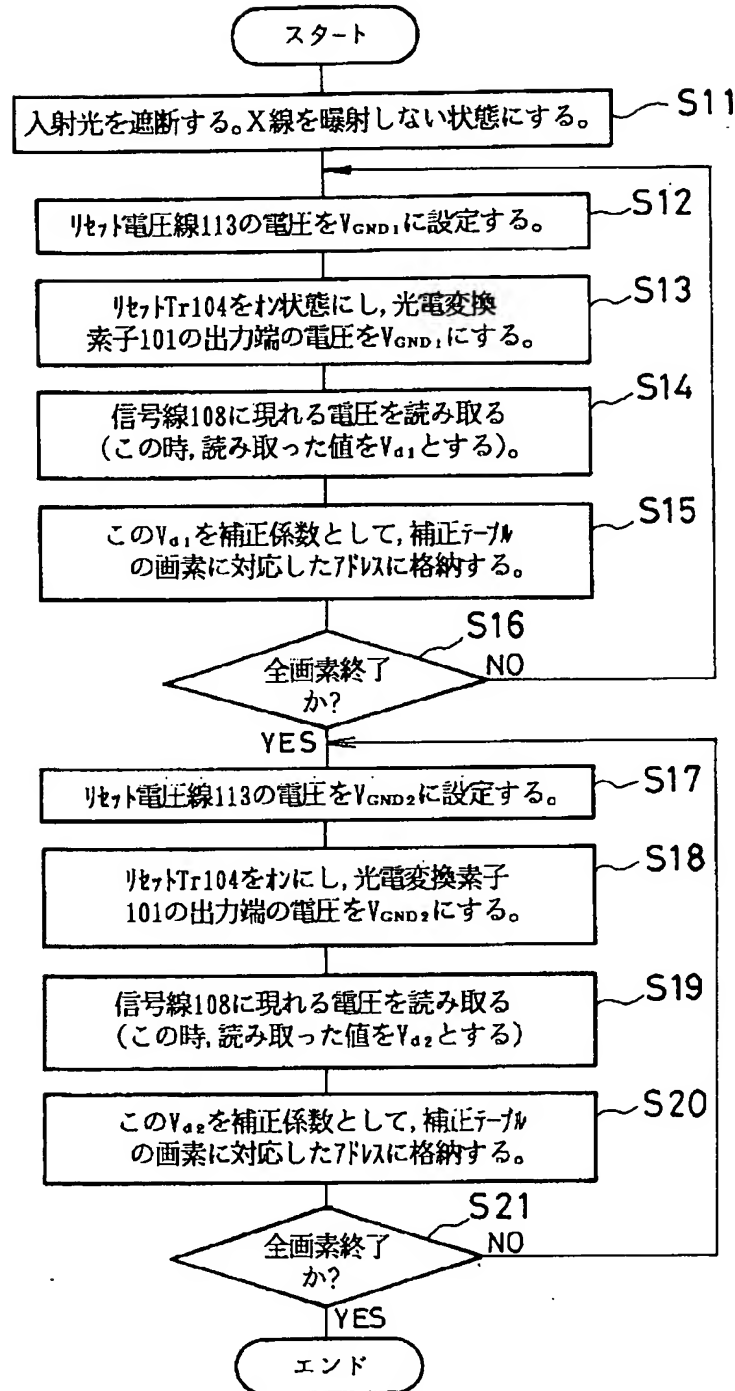 スタート
入射光を遮断する。X線を曝射しない状態にする。
S11
リセット電圧線113の電圧をVGND1に設定する。
S12
リセットTr104をオン状態にし,光電変換
素子101の出力端の電圧をVGND1にする。
S13
信号線108に現れる電圧を読み取る
(この時,読み取った値をVd1とする)。
S14
このVd1を補正係数として,補正テーブル
の画素に対応したアドレスに格納する。
S15
全画素終了
か?
S16
NO
YES
リセット電圧線113の電圧をVGND2に設定する。
S17
リセットTr104をオンにし,光電変換素子
101の出力端の電圧をVGND2にする。
S18
信号線108に現れる電圧を読み取る
(この時,読み取った値をVd2とする)
S19
このVd2を補正係数として,補正テーブル
の画素に対応したアドレスに格納する。
S20
全画素終了
か?
S21
NO
YES
エンド